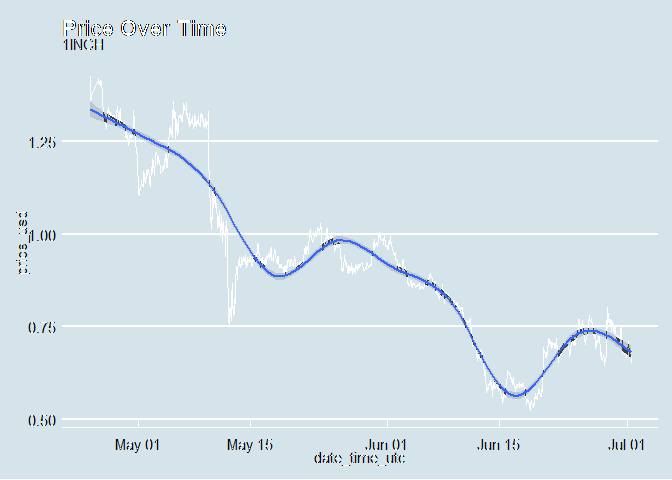 Price Over Time
1INCH
1.25
1.00
0.75
0.50
price_usd
May 01
May 15
Jun 01
Jun 15
Jul 01
date_time_utc